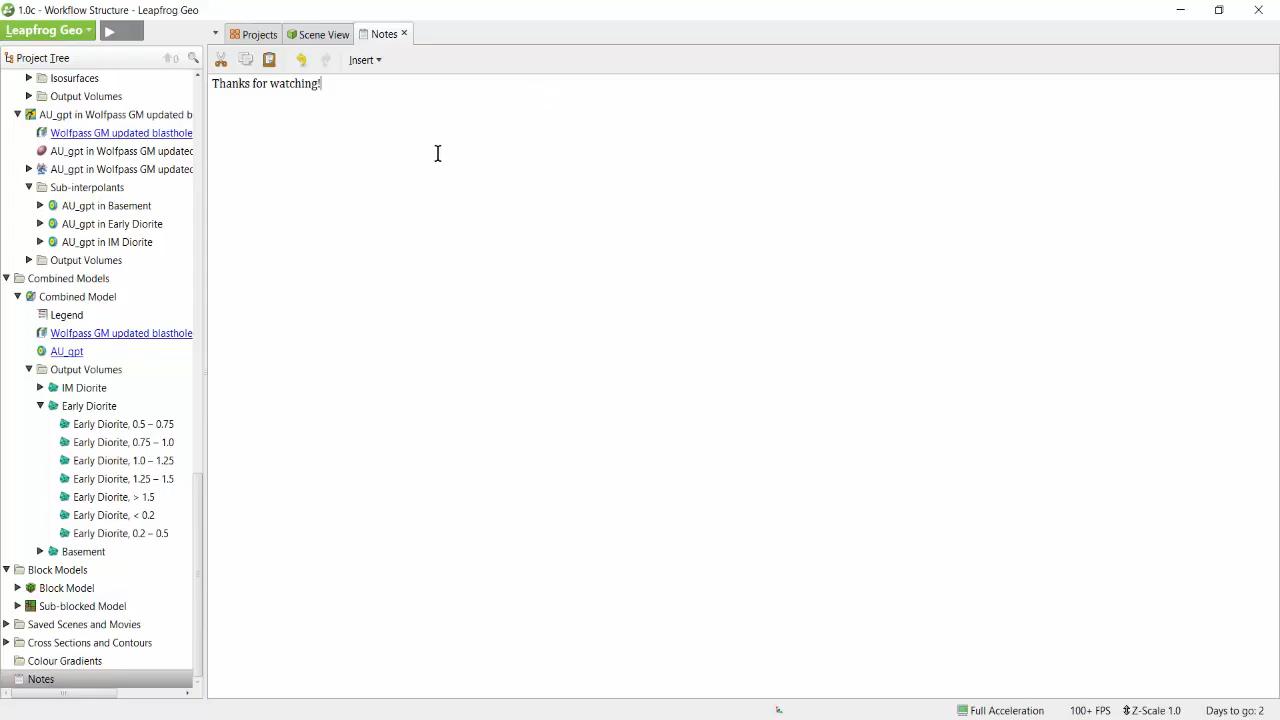 1.0c - Workflow Structure - Leapfrog Geo
Leapfrog Geo
Projects
Scene View
Notes
Project Tree
Insert
Thanks for watching!
Isosurfaces
Output Volumes
AU_gpt in Wolfpass GM updated b
Wolfpass GM updated blasthole
AU_gpt in Wolfpass GM updated
AU_gpt in Wolfpass GM updated
Sub-interpolants
AU_gpt in Basement
AU_gpt in Early Diorite
AU_gpt in IM Diorite
Output Volumes
Combined Models
Combined Model
Legend
Wolfpass GM updated blasthole
AU_gpt
Output Volumes
IM Diorite
Early Diorite
Early Diorite, 0.5 – 0.75
Early Diorite, 0.75 – 1.0
Early Diorite, 1.0 – 1.25
Early Diorite, 1.25 – 1.5
Early Diorite, > 1.5
Early Diorite, < 0.2
Early Diorite, 0.2 – 0.5
Basement
Block Models
Block Model
Sub-blocked Model
Saved Scenes and Movies
Cross Sections and Contours
Colour Gradients
Notes
Full Acceleration
100+ FPS
Z-Scale 1.0
Days to go: 2